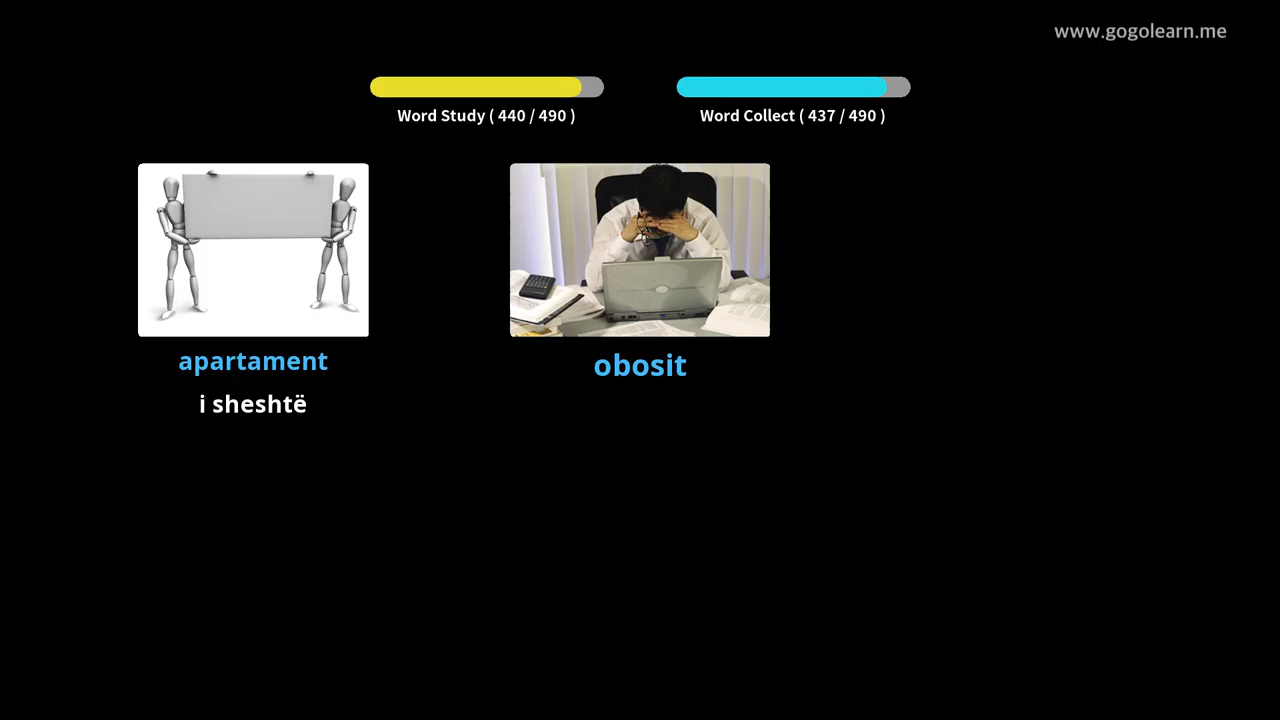 www.gogolearn.me
Word Study ( 440 / 490 )
Word Collect ( 437 / 490 )
apartament
i sheshtë
obosit